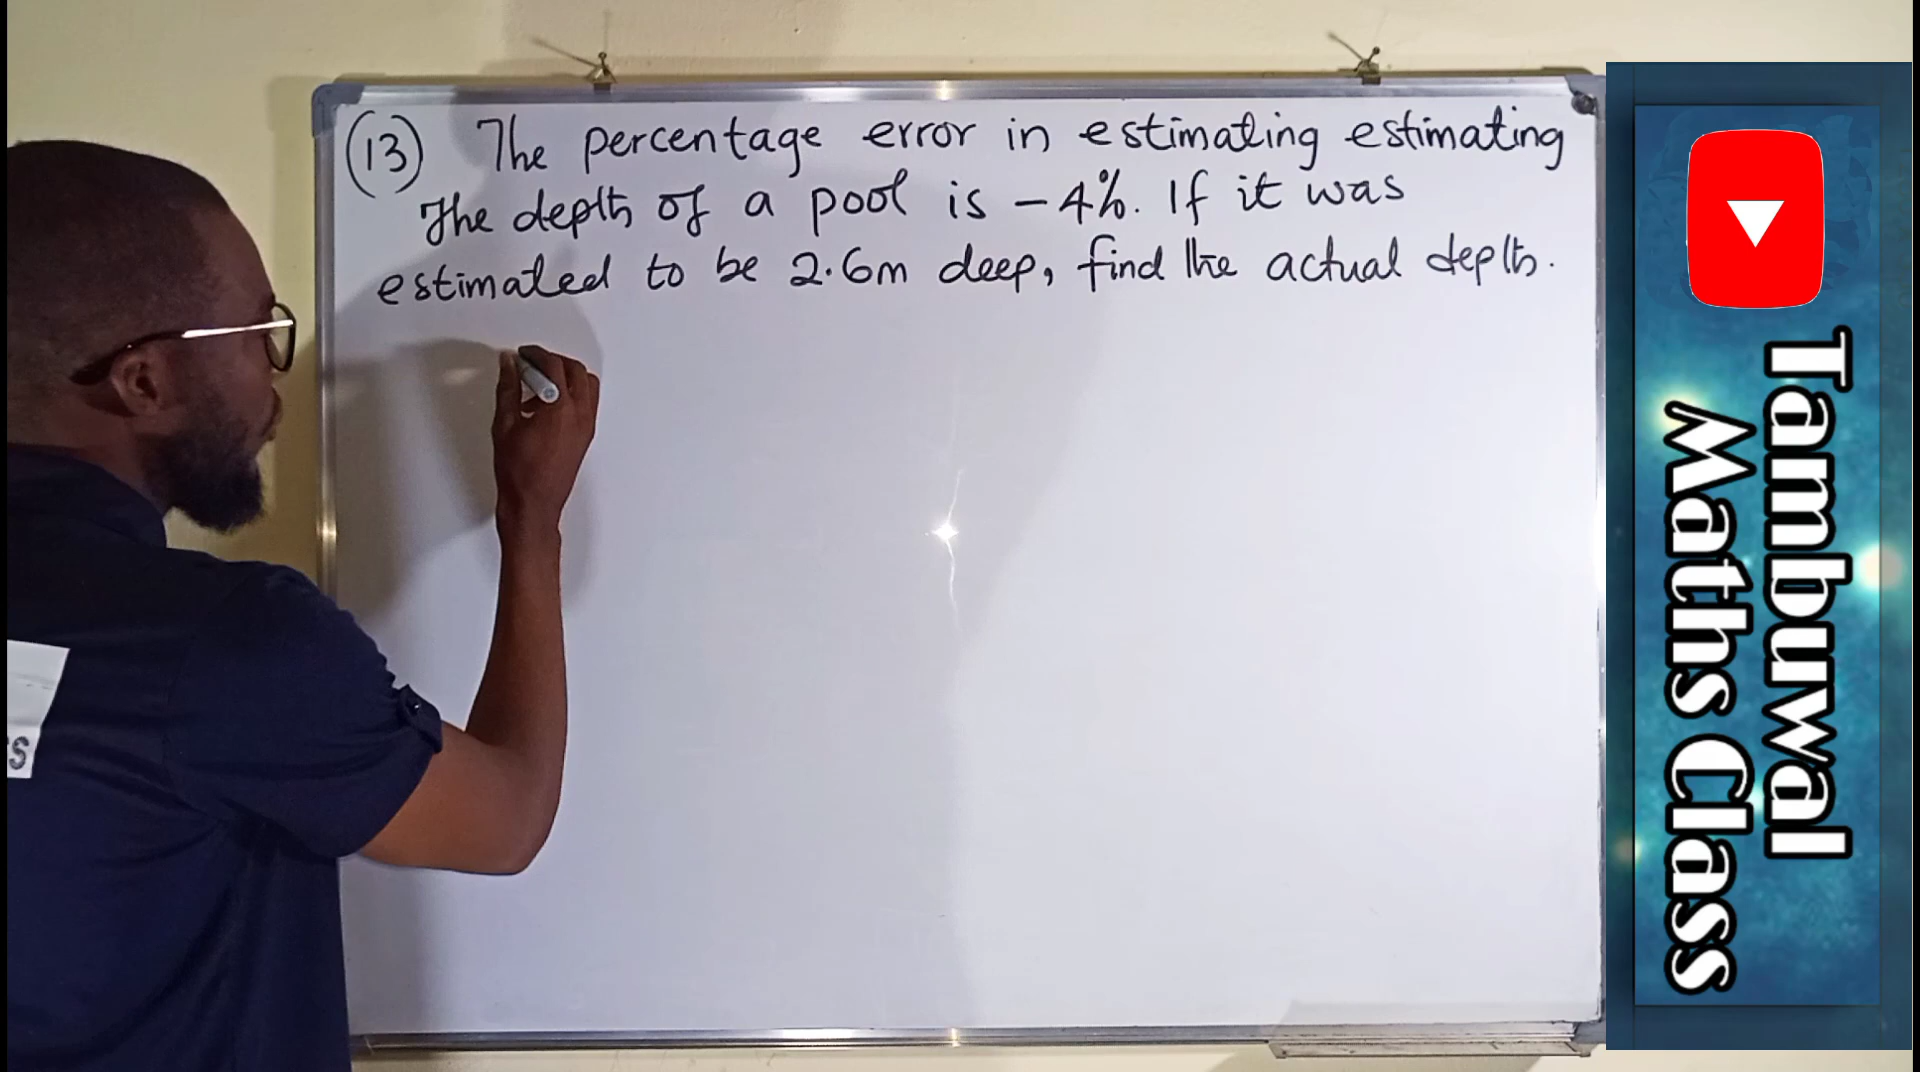 (13) The percentage error in estimating estimating
the depth of a pool is -4%. If it was
estimated to be 2.6m deep, find the actual depth.
Tambuwal
Maths Class
S